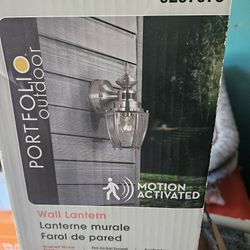 PORTFOLIO
outdoor
MOTION
ACTIVATED
Wall Lantern
Lanterne murale
Farol de pared